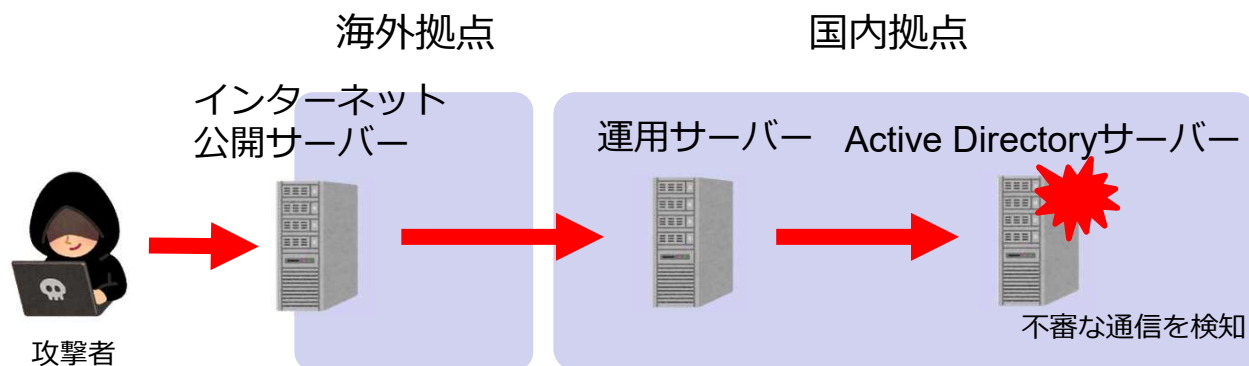 海外拠点
国内拠点
インターネット
公開サーバー
運用サーバー
Active Directoryサーバー
不審な通信を検知
攻撃者